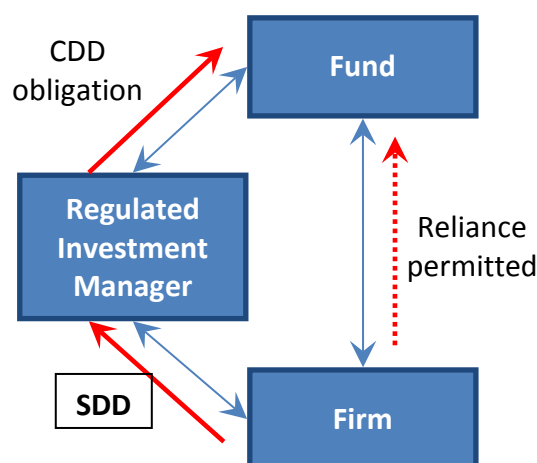 CDD
obligation
Fund
Regulated
Investment
Manager
Reliance
permitted
SDD
Firm